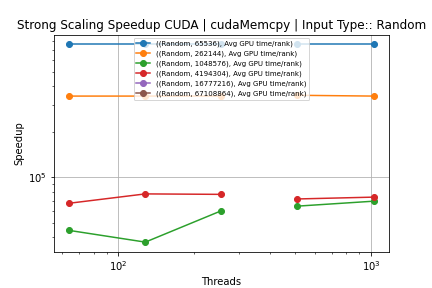 Strong Scaling Speedup CUDA | cudaMemcpy | Input Type:: Random
((Random, 65536), Avg GPU time/rank)
((Random, 262144), Avg GPU time/rank)
((Random, 1048576), Avg GPU time/rank)
((Random, 4194304), Avg GPU time/rank)
((Random, 16777216), Avg GPU time/rank)
((Random, 67108864), Avg GPU time/rank)
Speedup
10⁵
10² 10³
Threads